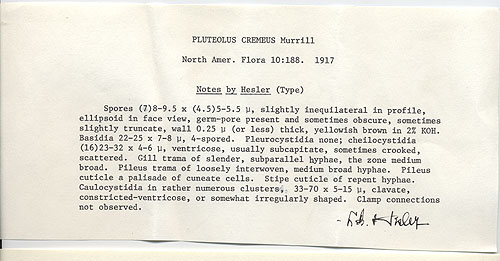 PLUTEOLUS CREMEUS Murrill
North Amer. Flora 10:188. 1917
Notes by Hesler (Type)
Spores (7)8-9.5 x (4.5)5-5.5 µ, slightly inequilateral in profile,
ellipsoid in face view, germ-pore present and sometimes obscure, sometimes
slightly truncate, wall 0.25 µ (or less) thick, yellowish brown in 2% KOH.
Basidia 22-25 x 7-8 µ, 4-spored. Pleurocystidia none; cheilocystidia
(16)23-32 x 4-6 µ, ventricose, usually subcapitate, sometimes crooked,
scattered. Gill trama of slender, subparallel hyphae, the zone medium
broad. Pileus trama of loosely interwoven, medium broad hyphae. Pileus
cuticle a palisade of cuneate cells. Stipe cuticle of repent hyphae.
Caulocystidia in rather numerous clusters, 33-70 x 5-15 µ, clavate,
constricted-ventricose, or somewhat irregularly shaped. Clamp connections
not observed.
- L.R. Hesler